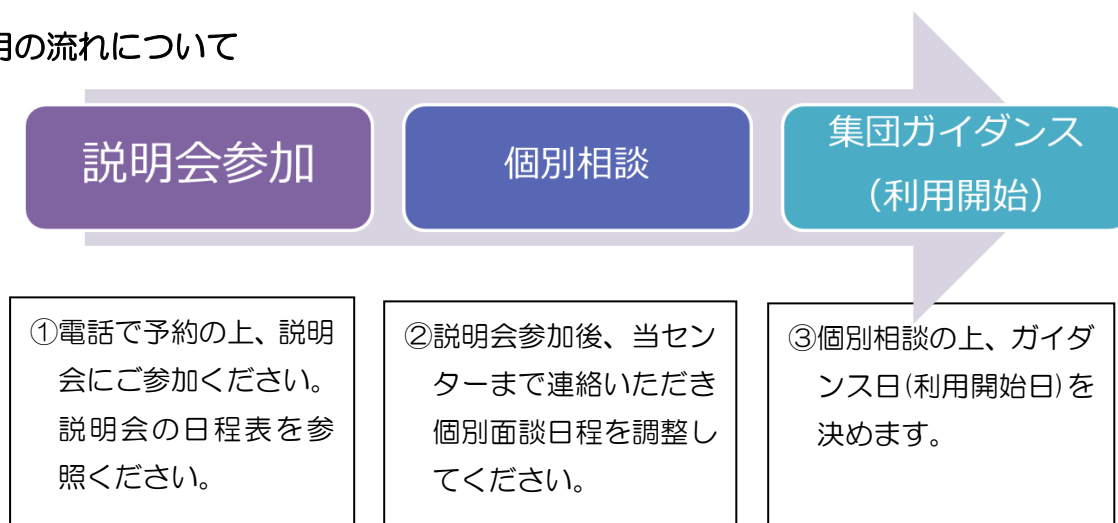 用の流れについて
説明会参加
個別相談
集団ガイダンス
（利用開始）
①電話で予約の上、説明
会にご参加ください。
説明会の日程表を参
照ください。
②説明会参加後、当セン
ターまで連絡いただき
個別面談日程を調整し
てください。
③個別相談の上、ガイダ
ンス日(利用開始日)を
決めます。